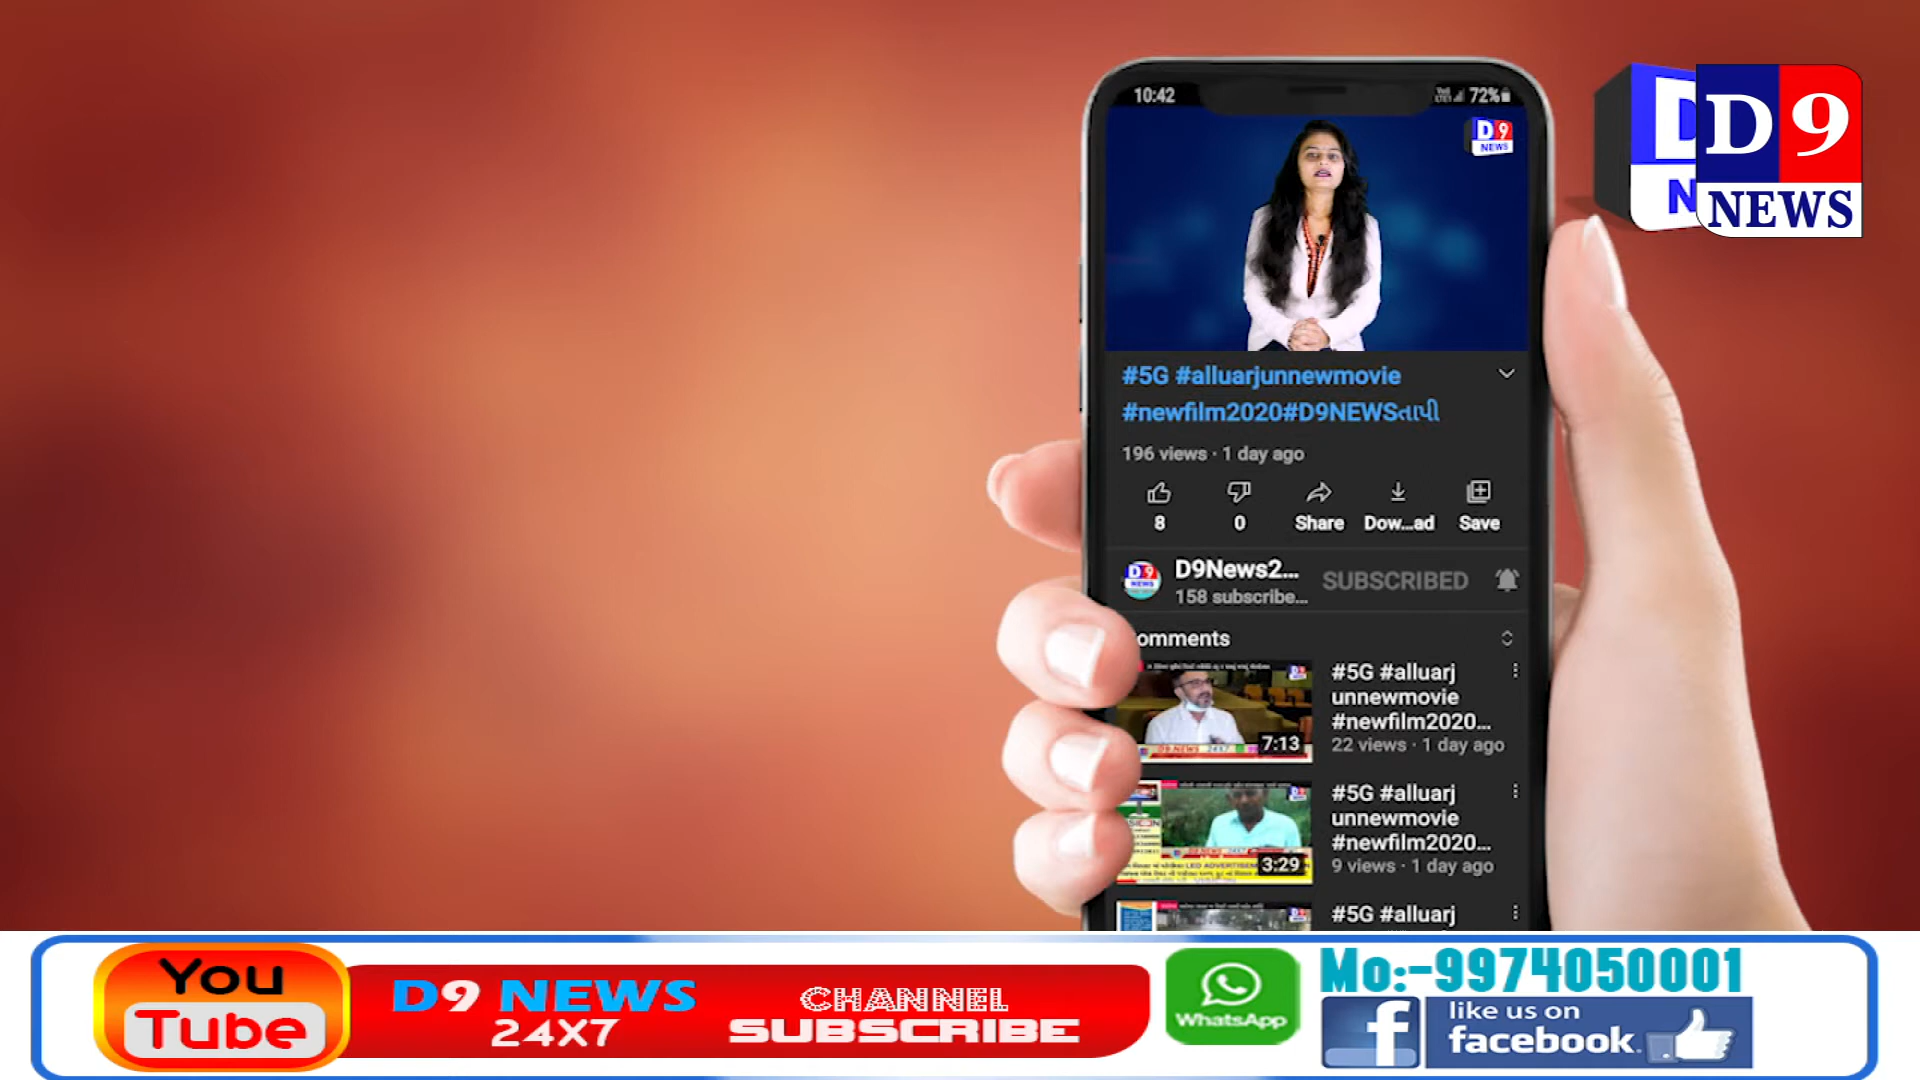 10:42
72%
D9
NEWS
D
N
D9
NEWS
#5G #alluarjunnewmovie
#newfilm2020#D9NEWSતાપી
196 views · 1 day ago
8
0
Share
Dow...ad
Save
D9News2...
158 subscribe...
SUBSCRIBED
omments
#5G #alluarj
unnewmovie
#newfilm2020...
22 views · 1 day ago
7:13
#5G #alluarj
unnewmovie
#newfilm2020...
9 views · 1 day ago
LED ADVERTISEM
3:29
#5G #alluarj
You
Tube
D9 NEWS
24X7
CHANNEL
SUBSCRIBE
WhatsApp
Mo:-9974050001
like us on
facebook.